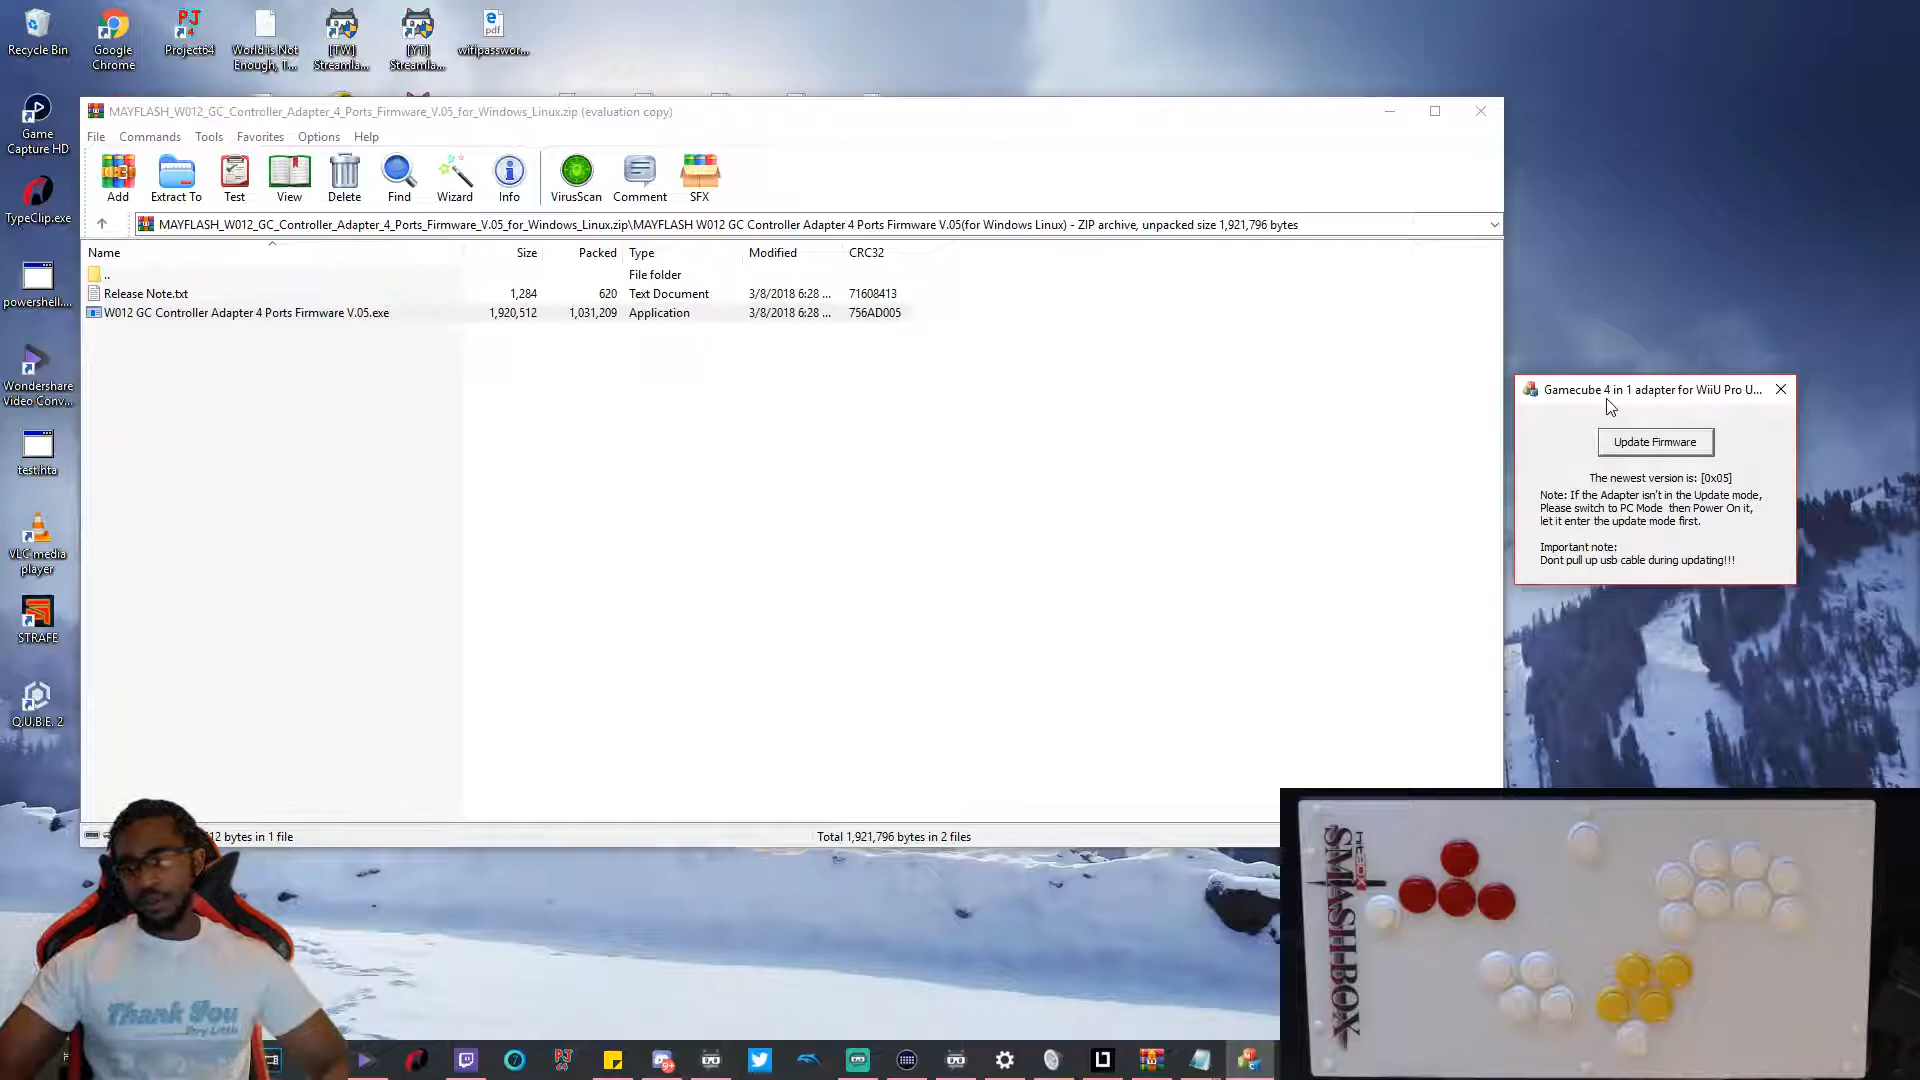 Recycle Bin
Google
Chrome
Project64
World is Not
Enough, T...
[TW]
Streamla...
[YT]
Streamla...
wifipasswor...
Game
Capture HD
TypeClip.exe
powershell....
Wondershare
Video Conv...
test.hta
VLC media
player
STRAFE
Q.U.B.E. 2
MAYFLASH_W012_GC_Controller_Adapter_4_Ports_Firmware_V.05_for_Windows_Linux.zip (evaluation copy)
File Commands Tools Favorites Options Help
Add Extract To Test View Delete Find Wizard Info VirusScan Comment SFX
MAYFLASH_W012_GC_Controller_Adapter_4_Ports_Firmware_V.05_for_Windows_Linux.zip\MAYFLASH W012 GC Controller Adapter 4 Ports Firmware V.05(for Windows Linux) - ZIP archive, unpacked size 1,921,796 bytes
Name Size Packed Type Modified CRC32
.. File folder
Release Note.txt 1,284 620 Text Document 3/8/2018 6:28 ... 71608413
W012 GC Controller Adapter 4 Ports Firmware V.05.exe 1,920,512 1,031,209 Application 3/8/2018 6:28 ... 756AD005
bytes in 1 file
Total 1,921,796 bytes in 2 files
Gamecube 4 in 1 adapter for WiiU Pro U...
Update Firmware
The newest version is: [0x05]
Note: If the Adapter isn't in the Update mode,
Please switch to PC Mode then Power On it,
let it enter the update mode first.
Important note:
Dont pull up usb cable during updating!!!
HITBOX
SMASHBOX
Thank You